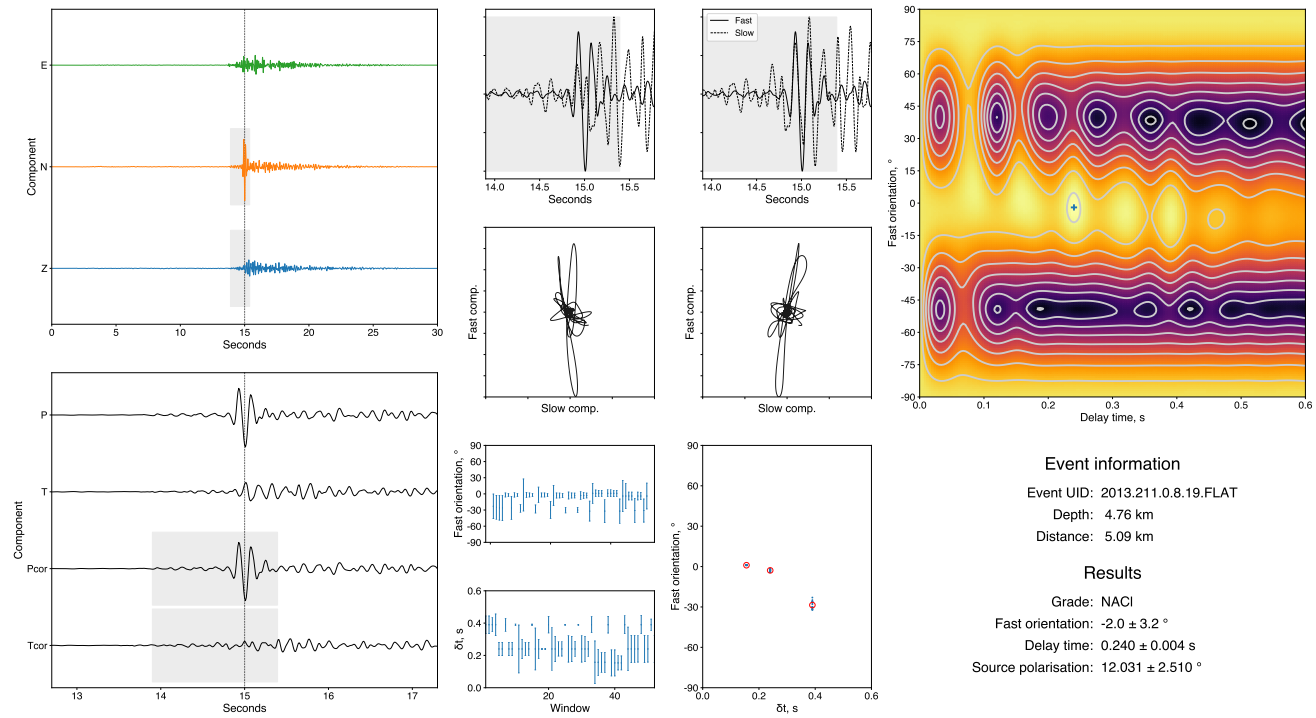 E
N
Z
Component
0
5
10
15
20
25
30
Seconds
P
T
Pcor
Tcor
Component
13
14
15
16
17
Seconds
14.0
14.5
15.0
15.5
Seconds
Fast
Slow
14.0
14.5
15.0
15.5
Seconds
Fast comp.
Slow comp.
Fast comp.
Slow comp.
90
60
30
0
-30
-60
-90
Fast orientation, °
0.6
0.4
0.2
0.0
δt, s
20
40
Window
90
60
30
0
-30
-60
-90
Fast orientation, °
0.0
0.2
0.4
0.6
δt, s
90
75
60
45
30
15
0
-15
-30
-45
-60
-75
-90
Fast orientation, °
0.0
0.1
0.2
0.3
0.4
0.5
0.6
Delay time, s
Event information
Event UID: 2013.211.0.8.19.FLAT
Depth: 4.76 km
Distance: 5.09 km
Results
Grade: NACl
Fast orientation: -2.0 ± 3.2 °
Delay time: 0.240 ± 0.004 s
Source polarisation: 12.031 ± 2.510 °